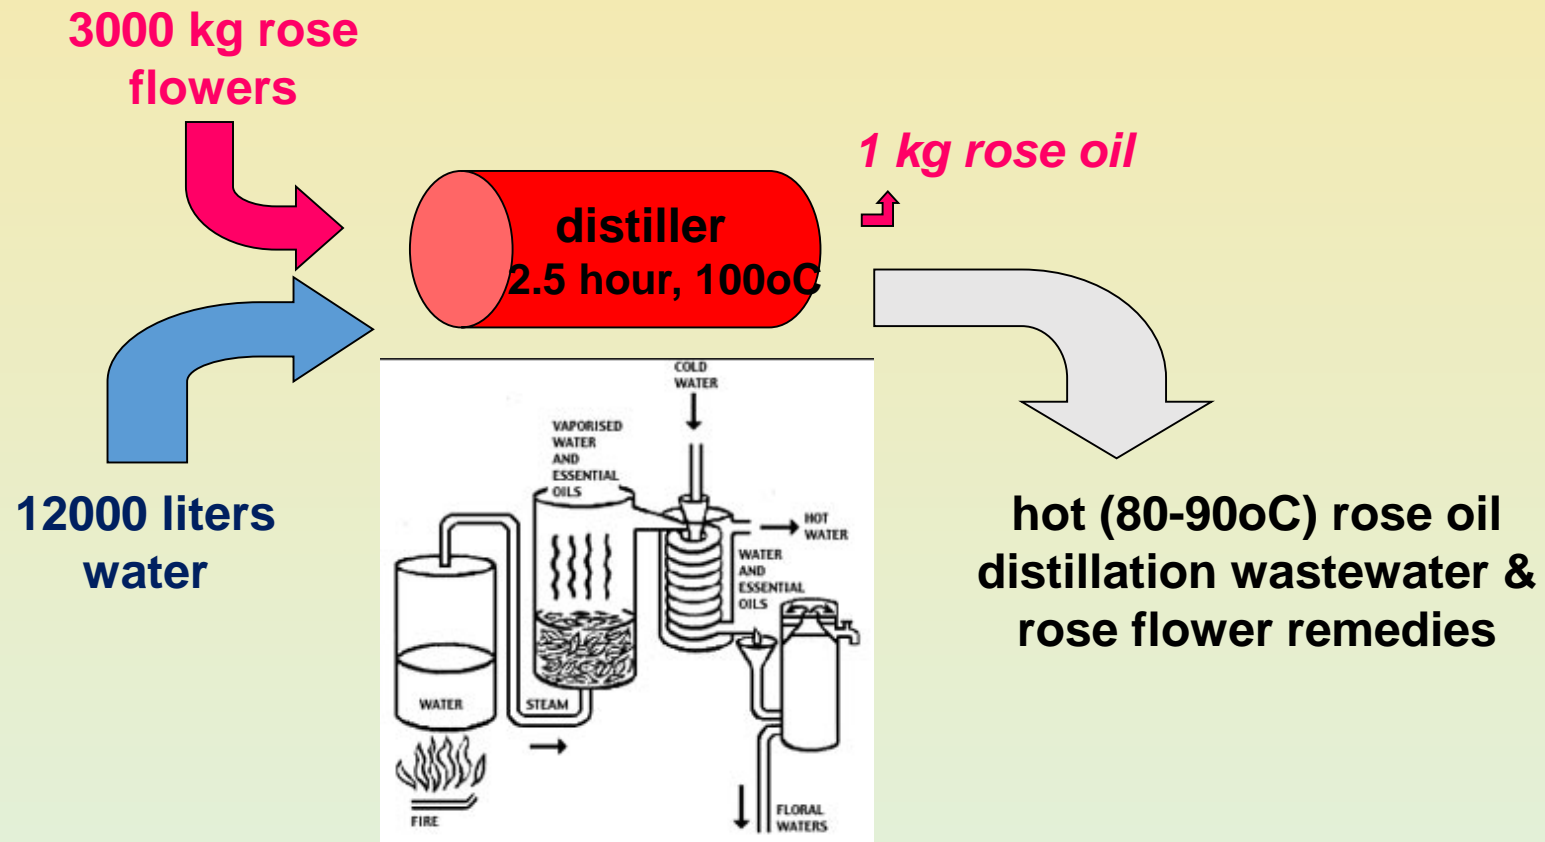 3000 kg rose
flowers
1 kg rose oil
distiller
2.5 hour, 100oC
12000 liters
water
hot (80-90oC) rose oil
distillation wastewater &
rose flower remedies
COLD
WATER
VAPORISED
WATER
AND
ESSENTIAL
OILS
HOT
WATER
WATER
AND
ESSENTIAL
OILS
WATER
STEAM
FIRE
FLORAL
WATERS